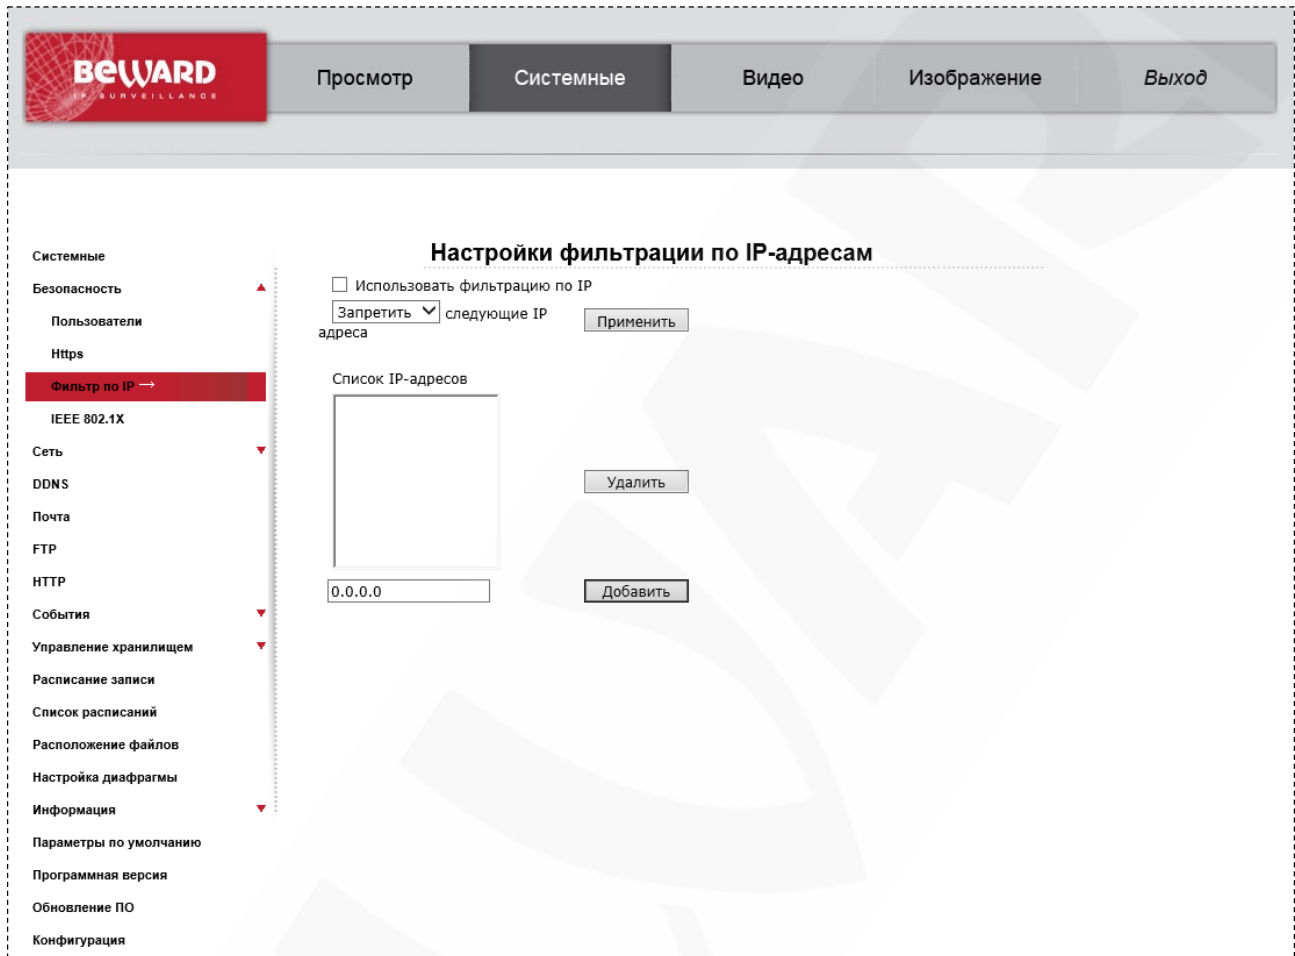 BEWARD
IP SURVEILLANCE
Просмотр
Системные
Видео
Изображение
Выход
Системные
Безопасность
Пользователи
Https
Фильтр по IP →
IEEE 802.1X
Сеть
DDNS
Почта
FTP
HTTP
События
Управление хранилищем
Расписание записи
Список расписаний
Расположение файлов
Настройка диафрагмы
Информация
Параметры по умолчанию
Программная версия
Обновление ПО
Конфигурация
Настройки фильтрации по IP-адресам
Использовать фильтрацию по IP
Запретить следующие IP
адреса
Применить
Список IP-адресов
Удалить
0.0.0.0
Добавить